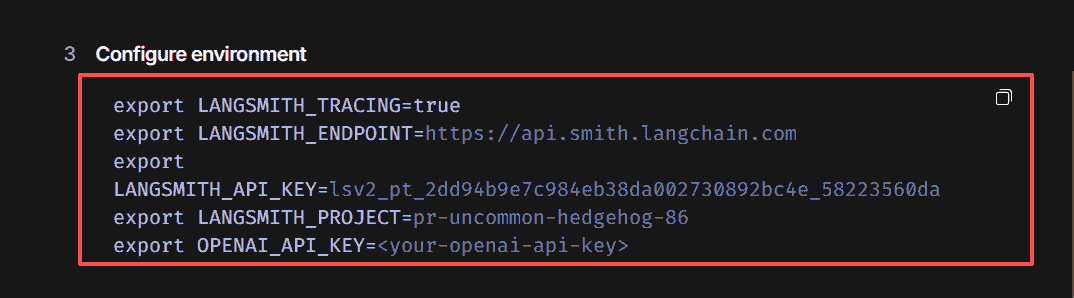 3 Configure environment
export LANGSMITH_TRACING=true
export LANGSMITH_ENDPOINT=https://api.smith.langchain.com
export
LANGSMITH_API_KEY=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
export LANGSMITH_PROJECT=pr-uncommon-hedgehog-86
export OPENAI_API_KEY=<your-openai-api-key>